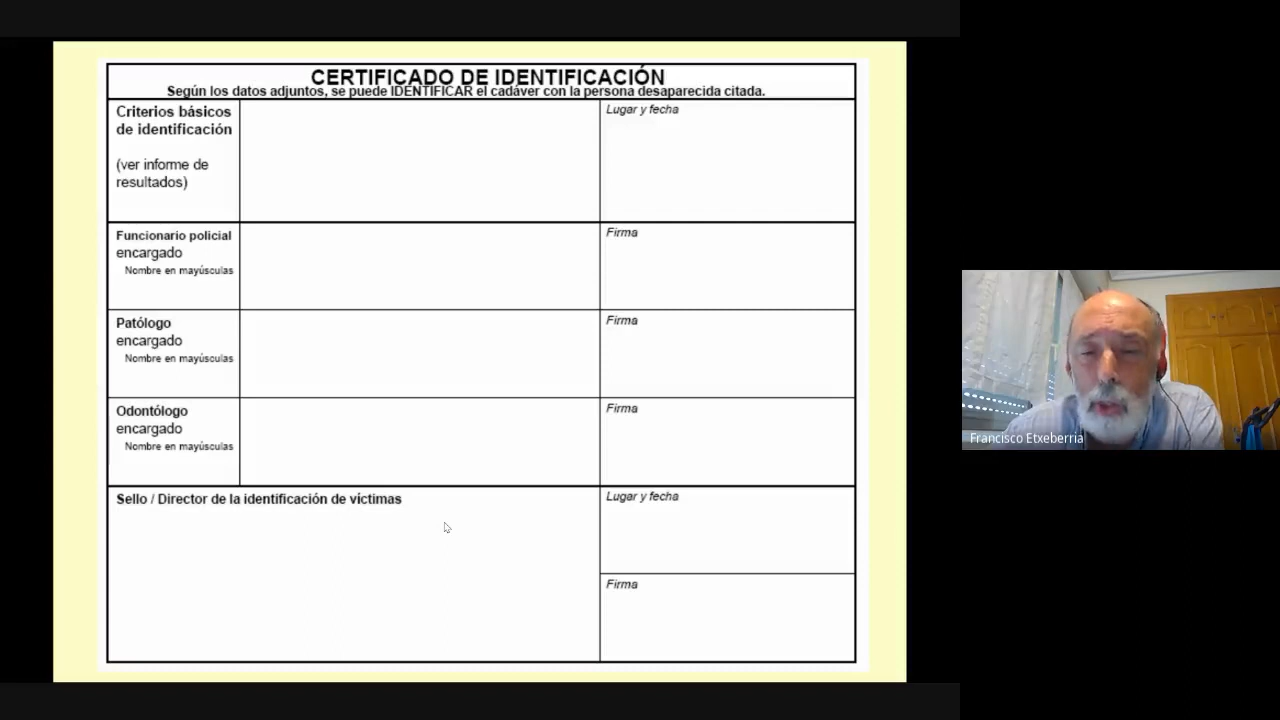 CERTIFICADO DE IDENTIFICACIÓN
Según los datos adjuntos, se puede IDENTIFICAR el cadáver con la persona desaparecida citada.
Criterios básicos
de identificación
(ver informe de
resultados)
Lugar y fecha
Funcionario policial
encargado
Nombre en mayúsculas
Firma
Patólogo
encargado
Nombre en mayúsculas
Firma
Odontólogo
encargado
Nombre en mayúsculas
Firma
Sello / Director de la identificación de víctimas
Lugar y fecha
Firma
Francisco Etxeberria